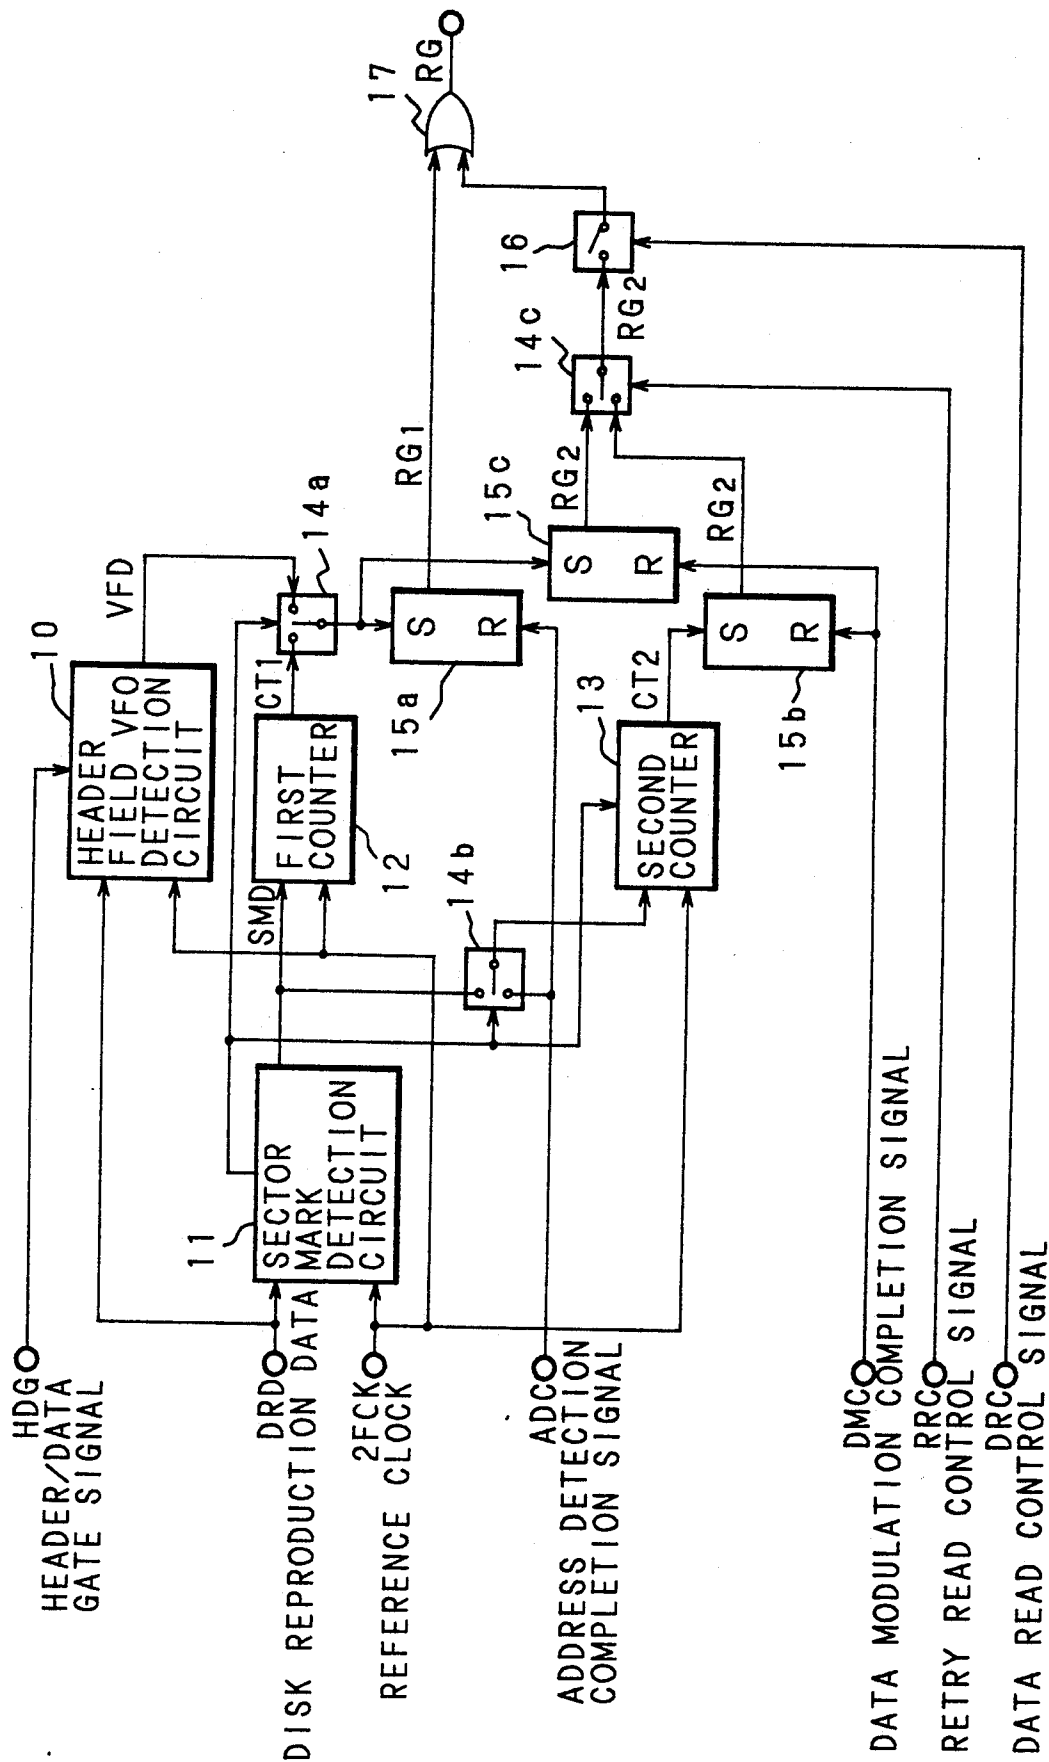 HDG
HEADER/DATA
GATE SIGNAL
DRD
DISK REPRODUCTION DATA
2FCK
REFERENCE CLOCK
ADC
ADDRESS DETECTION
COMPLETION SIGNAL
DMC
DATA MODULATION COMPLETION SIGNAL
RRC
RETRY READ CONTROL SIGNAL
DRC
DATA READ CONTROL SIGNAL
11
SECTOR
MARK
DETECTION
CIRCUIT
10
HEADER
FIELD VFO
DETECTION
CIRCUIT
VFD
SMD
FIRST
COUNTER
12
CT1
14a
14b
13
SECOND
COUNTER
CT2
S
R
15a
S
R
15b
15c
S
R
RG1
RG2
RG2
14c
RG2
16
17
RG